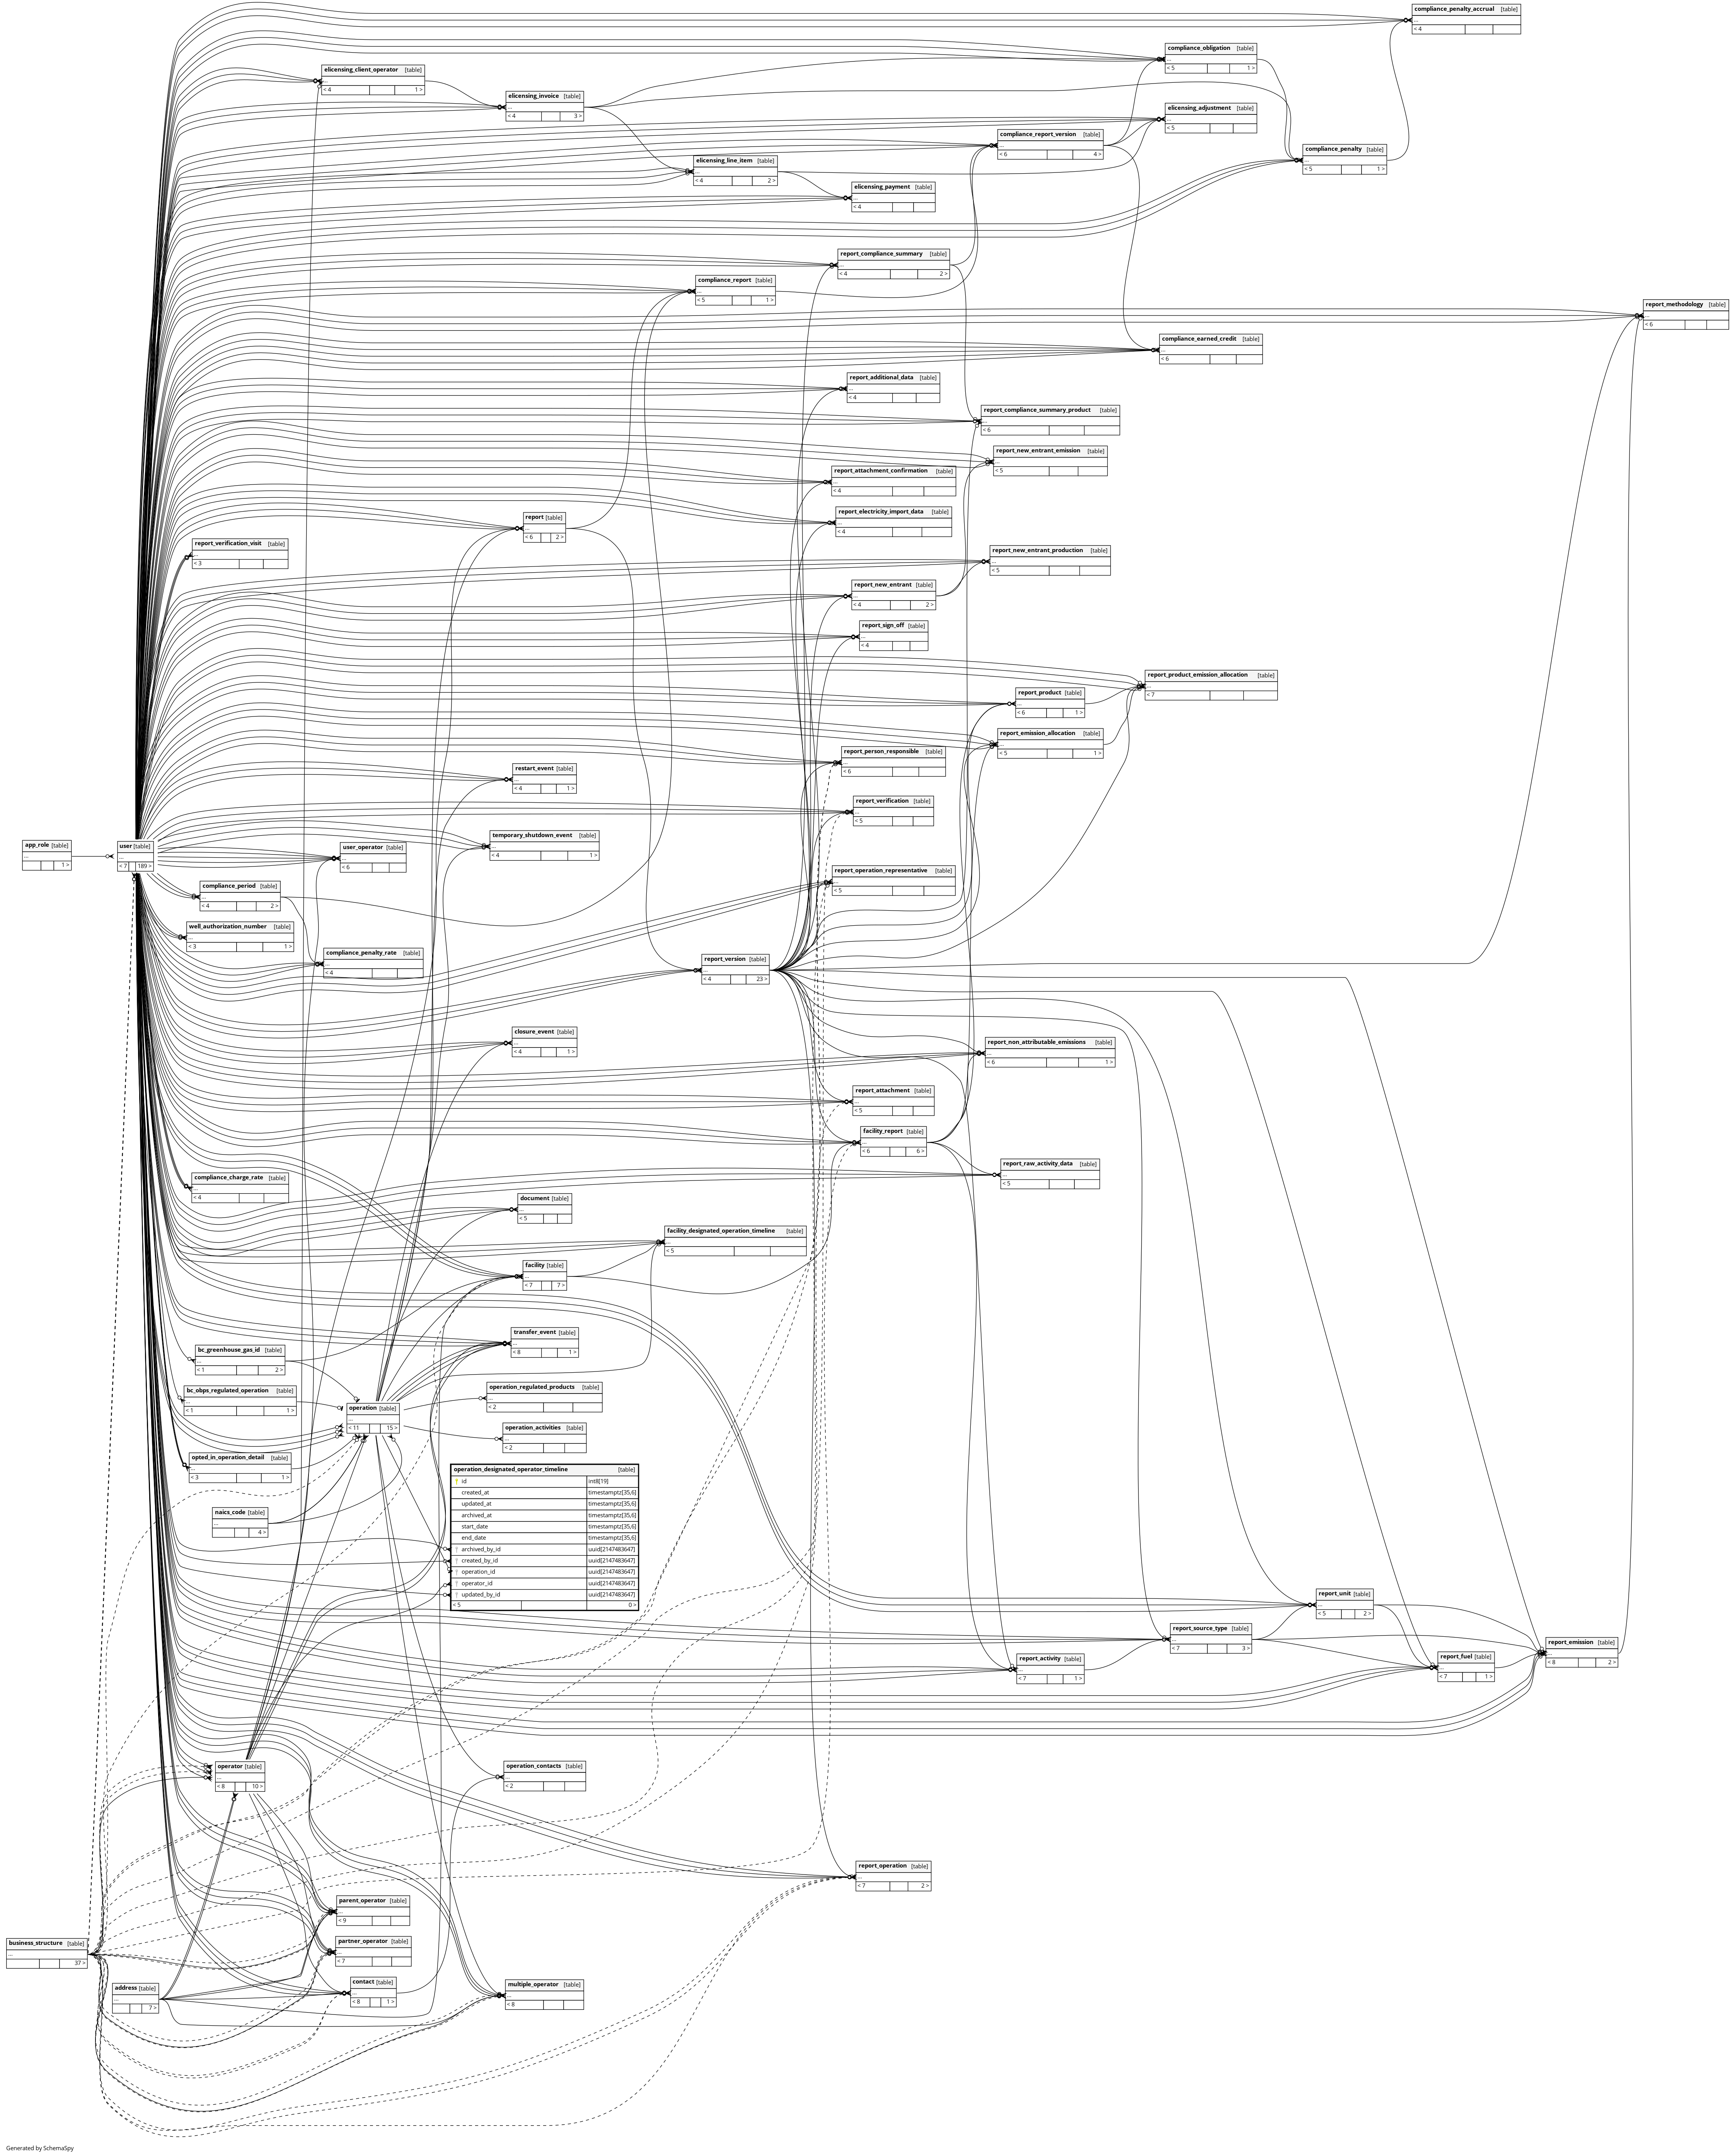 compliance_penalty_accrual [table]
...
< 4
compliance_obligation [table]
...
< 5 1 >
elicensing_client_operator [table]
...
< 4 1 >
elicensing_invoice [table]
...
< 4 3 >
elicensing_adjustment [table]
...
< 5
compliance_report_version [table]
...
< 6 4 >
compliance_penalty [table]
...
< 5 1 >
elicensing_line_item [table]
...
< 4 2 >
elicensing_payment [table]
...
< 4
report_compliance_summary [table]
...
< 4 2 >
compliance_report [table]
...
< 5 1 >
report_methodology [table]
...
< 6
compliance_earned_credit [table]
...
< 6
report_additional_data [table]
...
< 4
report_compliance_summary_product [table]
...
< 6
report_new_entrant_emission [table]
...
< 5
report_attachment_confirmation [table]
...
< 4
report_electricity_import_data [table]
...
< 4
report [table]
...
< 6 2 >
report_verification_visit [table]
...
< 3
report_new_entrant_production [table]
...
< 5
report_new_entrant [table]
...
< 4 2 >
report_sign_off [table]
...
< 4
report_product_emission_allocation [table]
...
< 7
report_product [table]
...
< 6 1 >
report_emission_allocation [table]
...
< 5 1 >
report_person_responsible [table]
...
< 6
restart_event [table]
...
< 4 1 >
report_verification [table]
...
< 5
temporary_shutdown_event [table]
...
< 4 1 >
app_role [table]
...
1 >
user [table]
...
< 7 189 >
user_operator [table]
...
< 6
report_operation_representative [table]
...
< 5
compliance_period [table]
...
< 4 2 >
well_authorization_number [table]
...
< 3 1 >
compliance_penalty_rate [table]
...
< 4
report_version [table]
...
< 4 23 >
closure_event [table]
...
< 4 1 >
report_non_attributable_emissions [table]
...
< 6 1 >
report_attachment [table]
...
< 5
facility_report [table]
...
< 6 6 >
report_raw_activity_data [table]
...
< 5
compliance_charge_rate [table]
...
< 4
document [table]
...
< 5
facility_designated_operation_timeline [table]
...
< 5
facility [table]
...
< 7 7 >
transfer_event [table]
...
< 8 1 >
bc_greenhouse_gas_id [table]
...
< 1 2 >
bc_obps_regulated_operation [table]
...
< 1 1 >
operation_regulated_products [table]
...
< 2
operation [table]
...
< 11 15 >
operation_activities [table]
...
< 2
opted_in_operation_detail [table]
...
< 3 1 >
naics_code [table]
...
4 >
operation_designated_operator_timeline [table]
id int8[19]
created_at timestamptz[35,6]
updated_at timestamptz[35,6]
archived_at timestamptz[35,6]
start_date timestamptz[35,6]
end_date timestamptz[35,6]
archived_by_id uuid[2147483647]
created_by_id uuid[2147483647]
operation_id uuid[2147483647]
operator_id uuid[2147483647]
updated_by_id uuid[2147483647]
< 5 0 >
report_unit [table]
...
< 5 2 >
report_source_type [table]
...
< 7 3 >
report_emission [table]
...
< 8 2 >
report_activity [table]
...
< 7 1 >
report_fuel [table]
...
< 7 1 >
operator [table]
...
< 8 10 >
operation_contacts [table]
...
< 2
report_operation [table]
...
< 7 2 >
parent_operator [table]
...
< 9
partner_operator [table]
...
< 7
business_structure [table]
...
37 >
address [table]
...
7 >
contact [table]
...
< 8 1 >
multiple_operator [table]
...
< 8
Generated by SchemaSpy